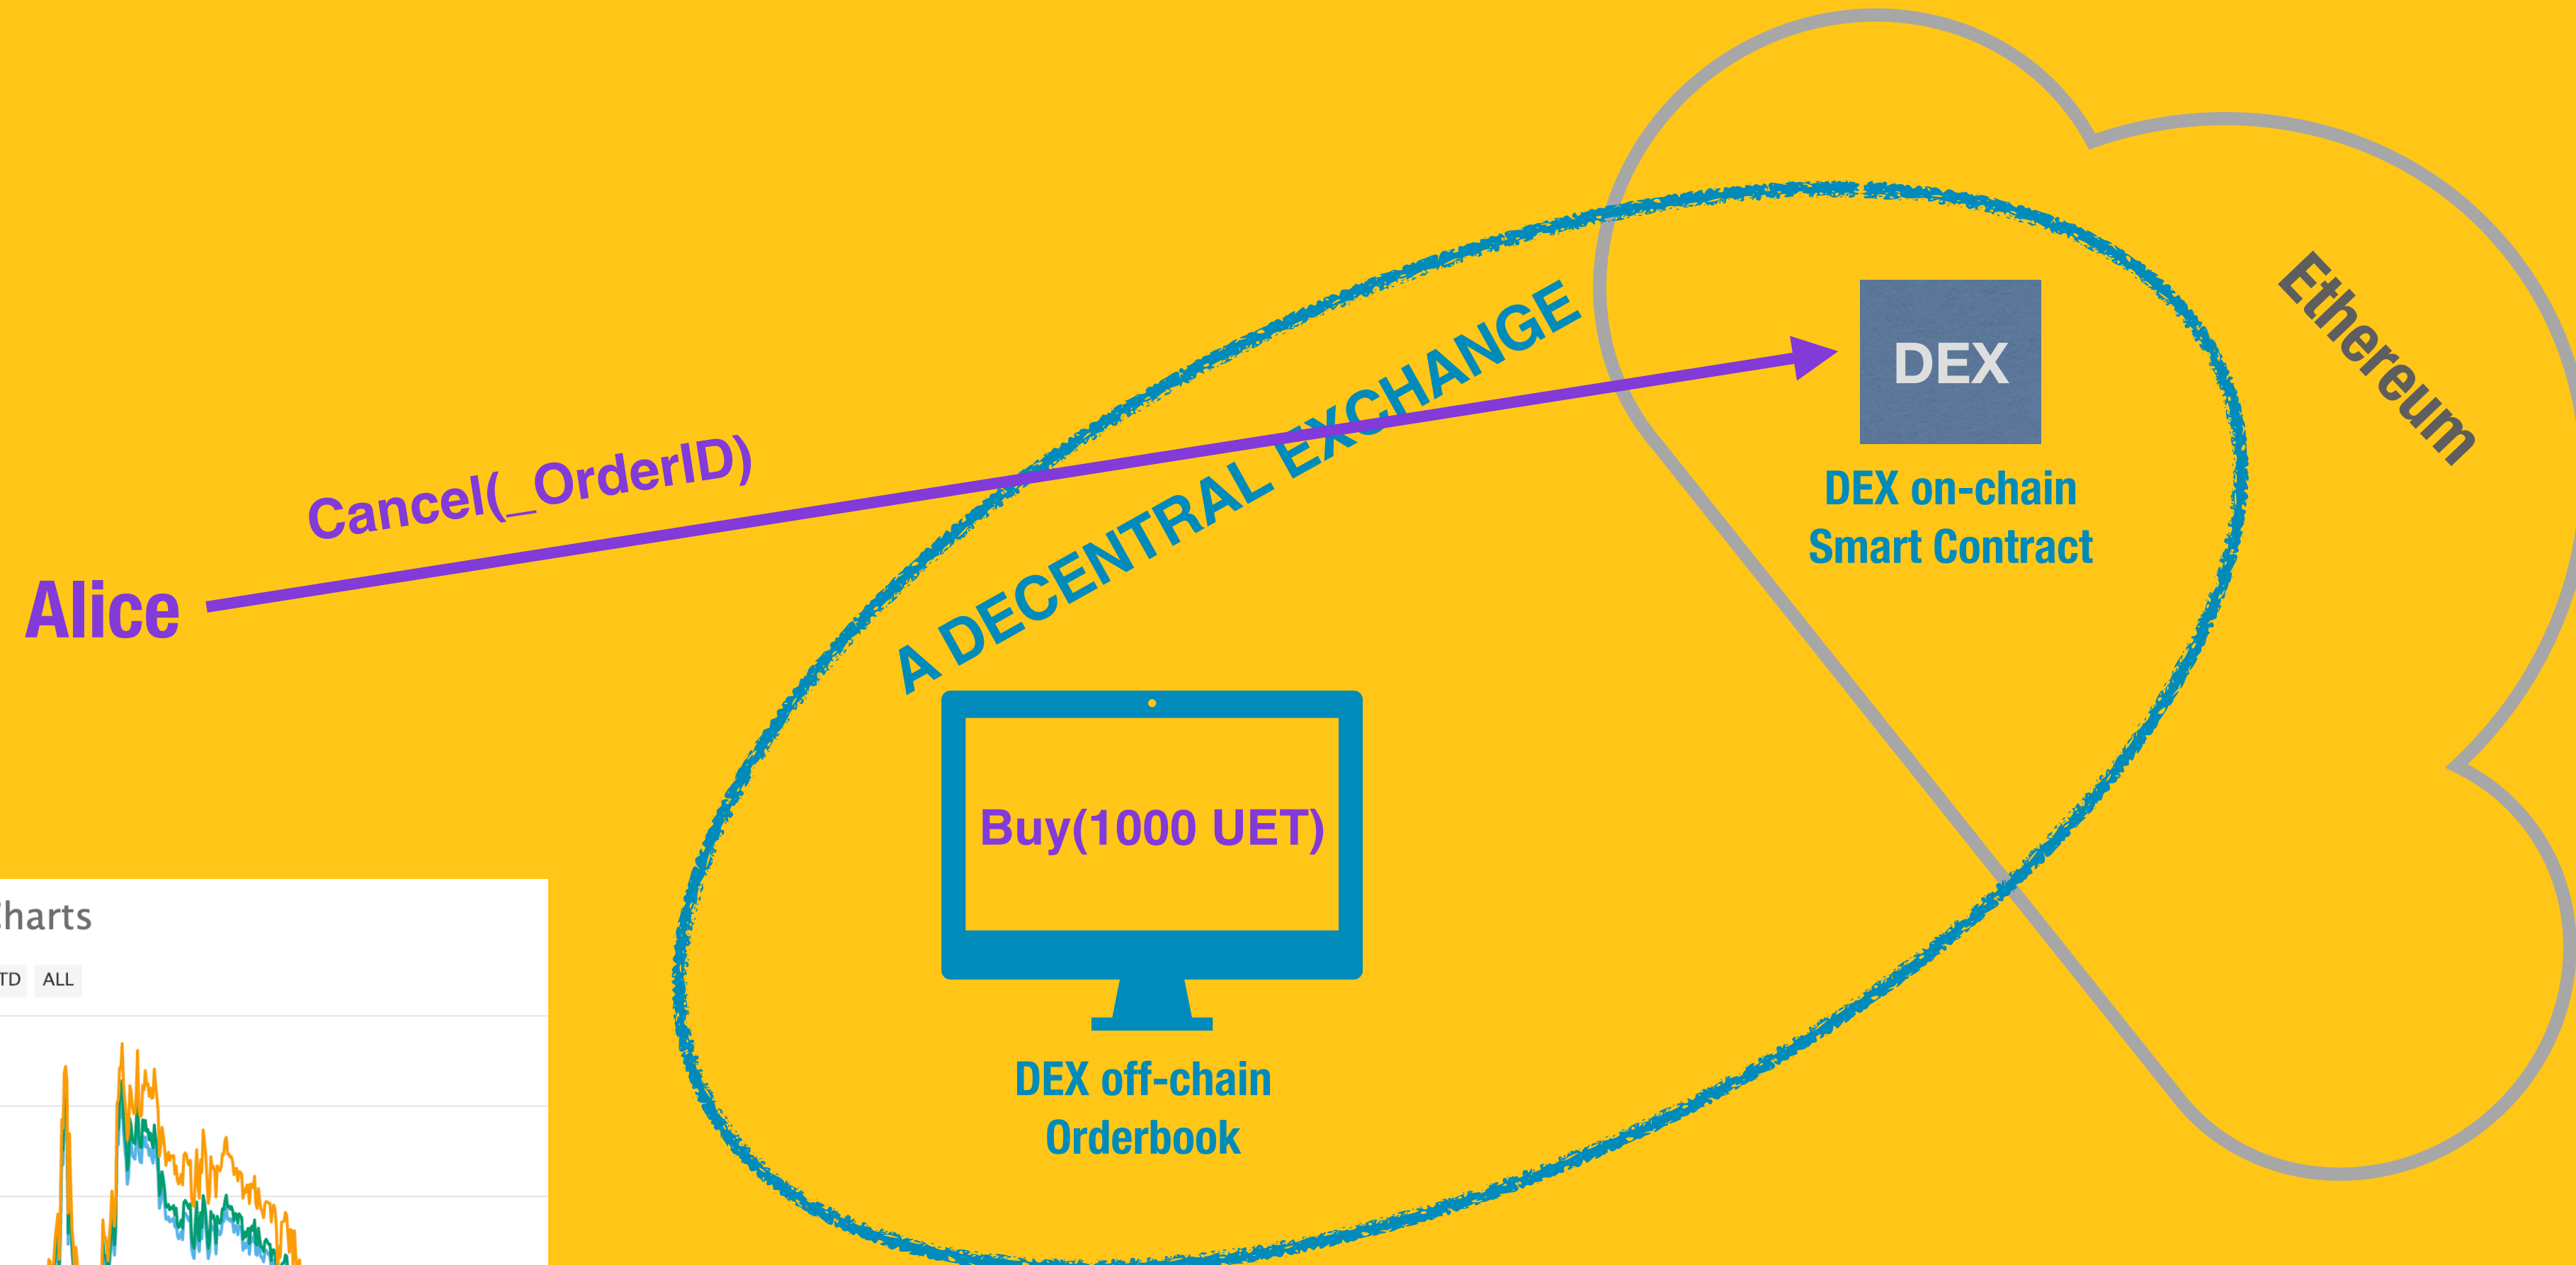 Ethereum
DEX
A DECENTRAL EXCHANGE
Cancel(_OrderID)
DEX on-chain
Smart Contract
Alice
Buy(1000 UET)
harts
TD ALL
DEX off-chain
Orderbook